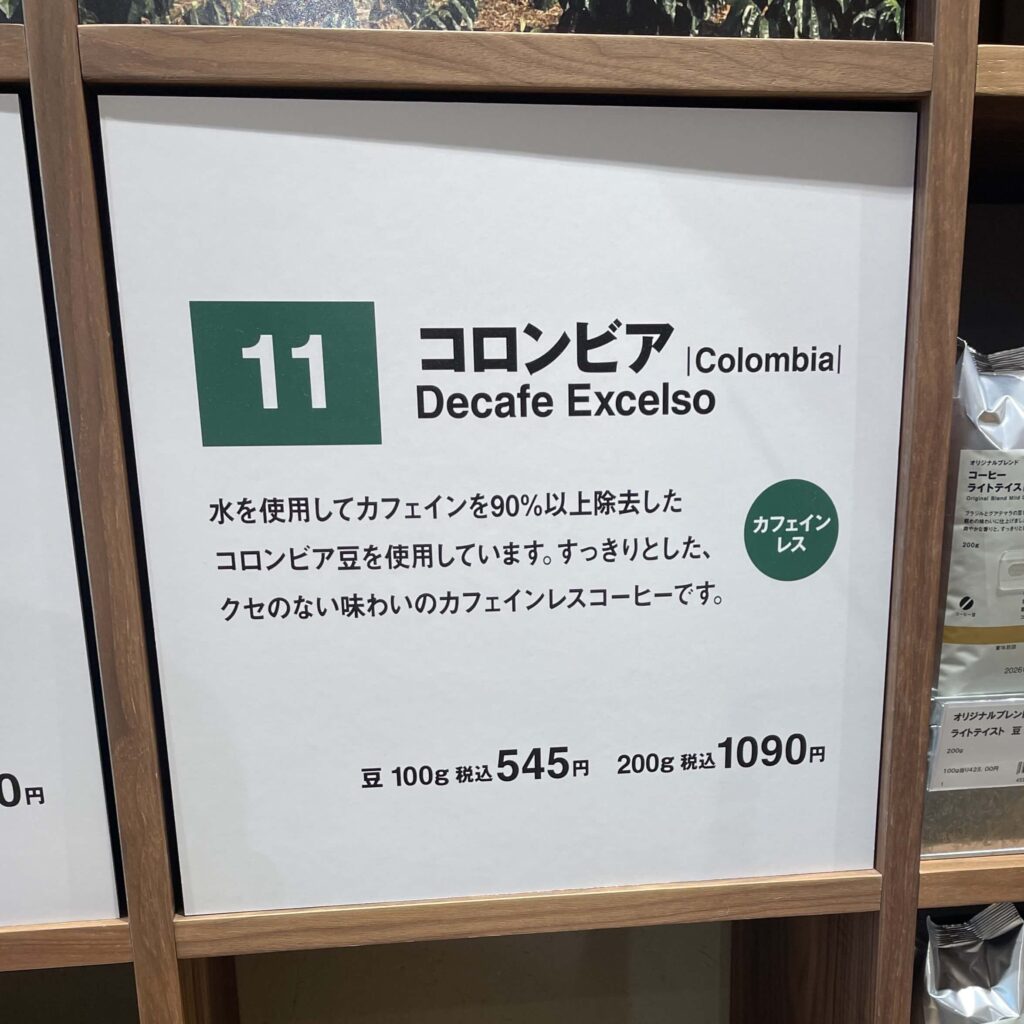 11
コロンビア |Colombia|
Decafe Excelso
水を使用してカフェインを90%以上除去した
コロンビア豆を使用しています。すっきりとした、
クセのない味わいのカフェインレスコーヒーです。
カフェイン
レス
豆 100g 税込545円 200g 税込1090円
0円
オリジナルブレンド
コーヒー
ライトテイス
Original Blend Mild
200g
オリジナルブレン
ライトテイスト 豆
200g